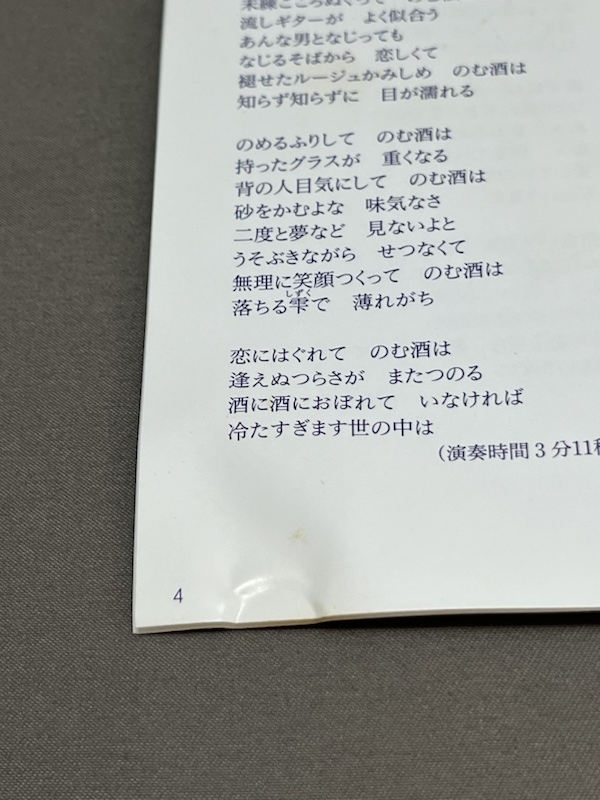 流しギターが　よく似合う
あんな男となじっても
なじるそばから　恋しくて
褪せたルージュかみしめ　のむ酒は
知らず知らずに　目が濡れる
のめるふりして　のむ酒は
持ったグラスが　重くなる
背の人目気にして　のむ酒は
砂をかむよな　味気なさ
二度と夢など　見ないよと
うそぶきながら　せつなくて
無理に笑顔つくって　のむ酒は
しずく
落ちる雫で　薄れがち
恋にはぐれて　のむ酒は
逢えぬつらさが　またつのる
酒に酒におぼれて　いなければ
冷たすぎます世の中は
（演奏時間 3 分11
4